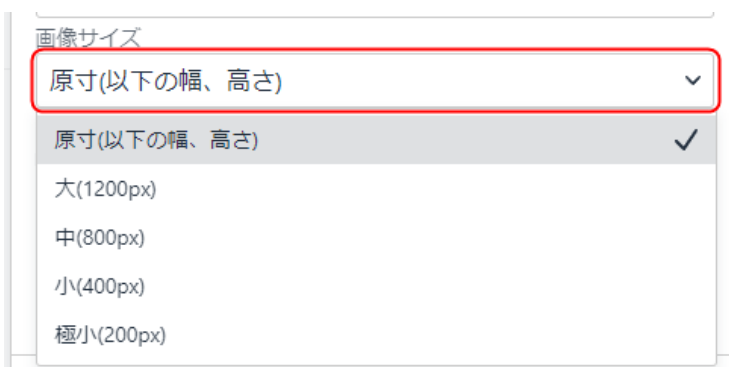 画像サイズ
原寸(以下の幅、高さ)
原寸(以下の幅、高さ)
大(1200px)
中(800px)
小(400px)
極小(200px)